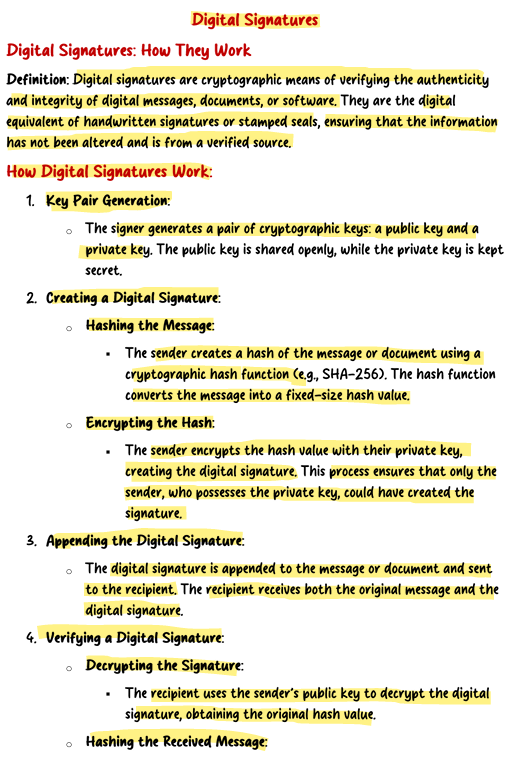 Digital Signatures
Digital Signatures: How They Work
Definition: Digital signatures are cryptographic means of verifying the authenticity
and integrity of digital messages, documents, or software. They are the digital
equivalent of handwritten signatures or stamped seals, ensuring that the information
has not been altered and is from a verified source.
How Digital Signatures Work:
1. Key Pair Generation:
○ The signer generates a pair of cryptographic keys: a public key and a
private key. The public key is shared openly, while the private key is kept
secret.
2. Creating a Digital Signature:
○ Hashing the Message:
▪ The sender creates a hash of the message or document using a
cryptographic hash function (e.g., SHA-256). The hash function
converts the message into a fixed-size hash value.
○ Encrypting the Hash:
▪ The sender encrypts the hash value with their private key,
creating the digital signature. This process ensures that only the
sender, who possesses the private key, could have created the
signature.
3. Appending the Digital Signature:
○ The digital signature is appended to the message or document and sent
to the recipient. The recipient receives both the original message and the
digital signature.
4. Verifying a Digital Signature:
○ Decrypting the Signature:
▪ The recipient uses the sender's public key to decrypt the digital
signature, obtaining the original hash value.
○ Hashing the Received Message: